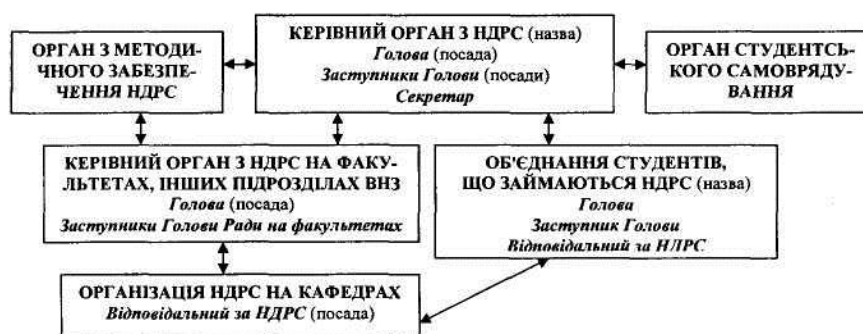 ОРГАН З МЕТОДИ-
ЧНОГО ЗАБЕЗПЕ-
ЧЕННЯ НДРС
КЕРІВНИЙ ОРГАН З НДРС (назва)
Голова (посада)
Заступники Голови (посади)
Секретар
ОРГАН СТУДЕНТСЬ-
КОГО САМОВРЯДУ-
ВАННЯ
КЕРІВНИЙ ОРГАН З НДРС НА ФАКУ-
ЛЬТЕТАХ, ІНШИХ ПІДРОЗДІЛАХ ВНЗ
Голова (посада)
Заступники Голови Ради на факультетах
ОБ'ЄДНАННЯ СТУДЕНТІВ,
ЩО ЗАЙМАЮТЬСЯ НДРС (назва)
Голова
Заступник Голови
Відповідальний за НДРС
ОРГАНІЗАЦІЯ НДРС НА КАФЕДРАХ
Відповідальний за НДРС (посада)